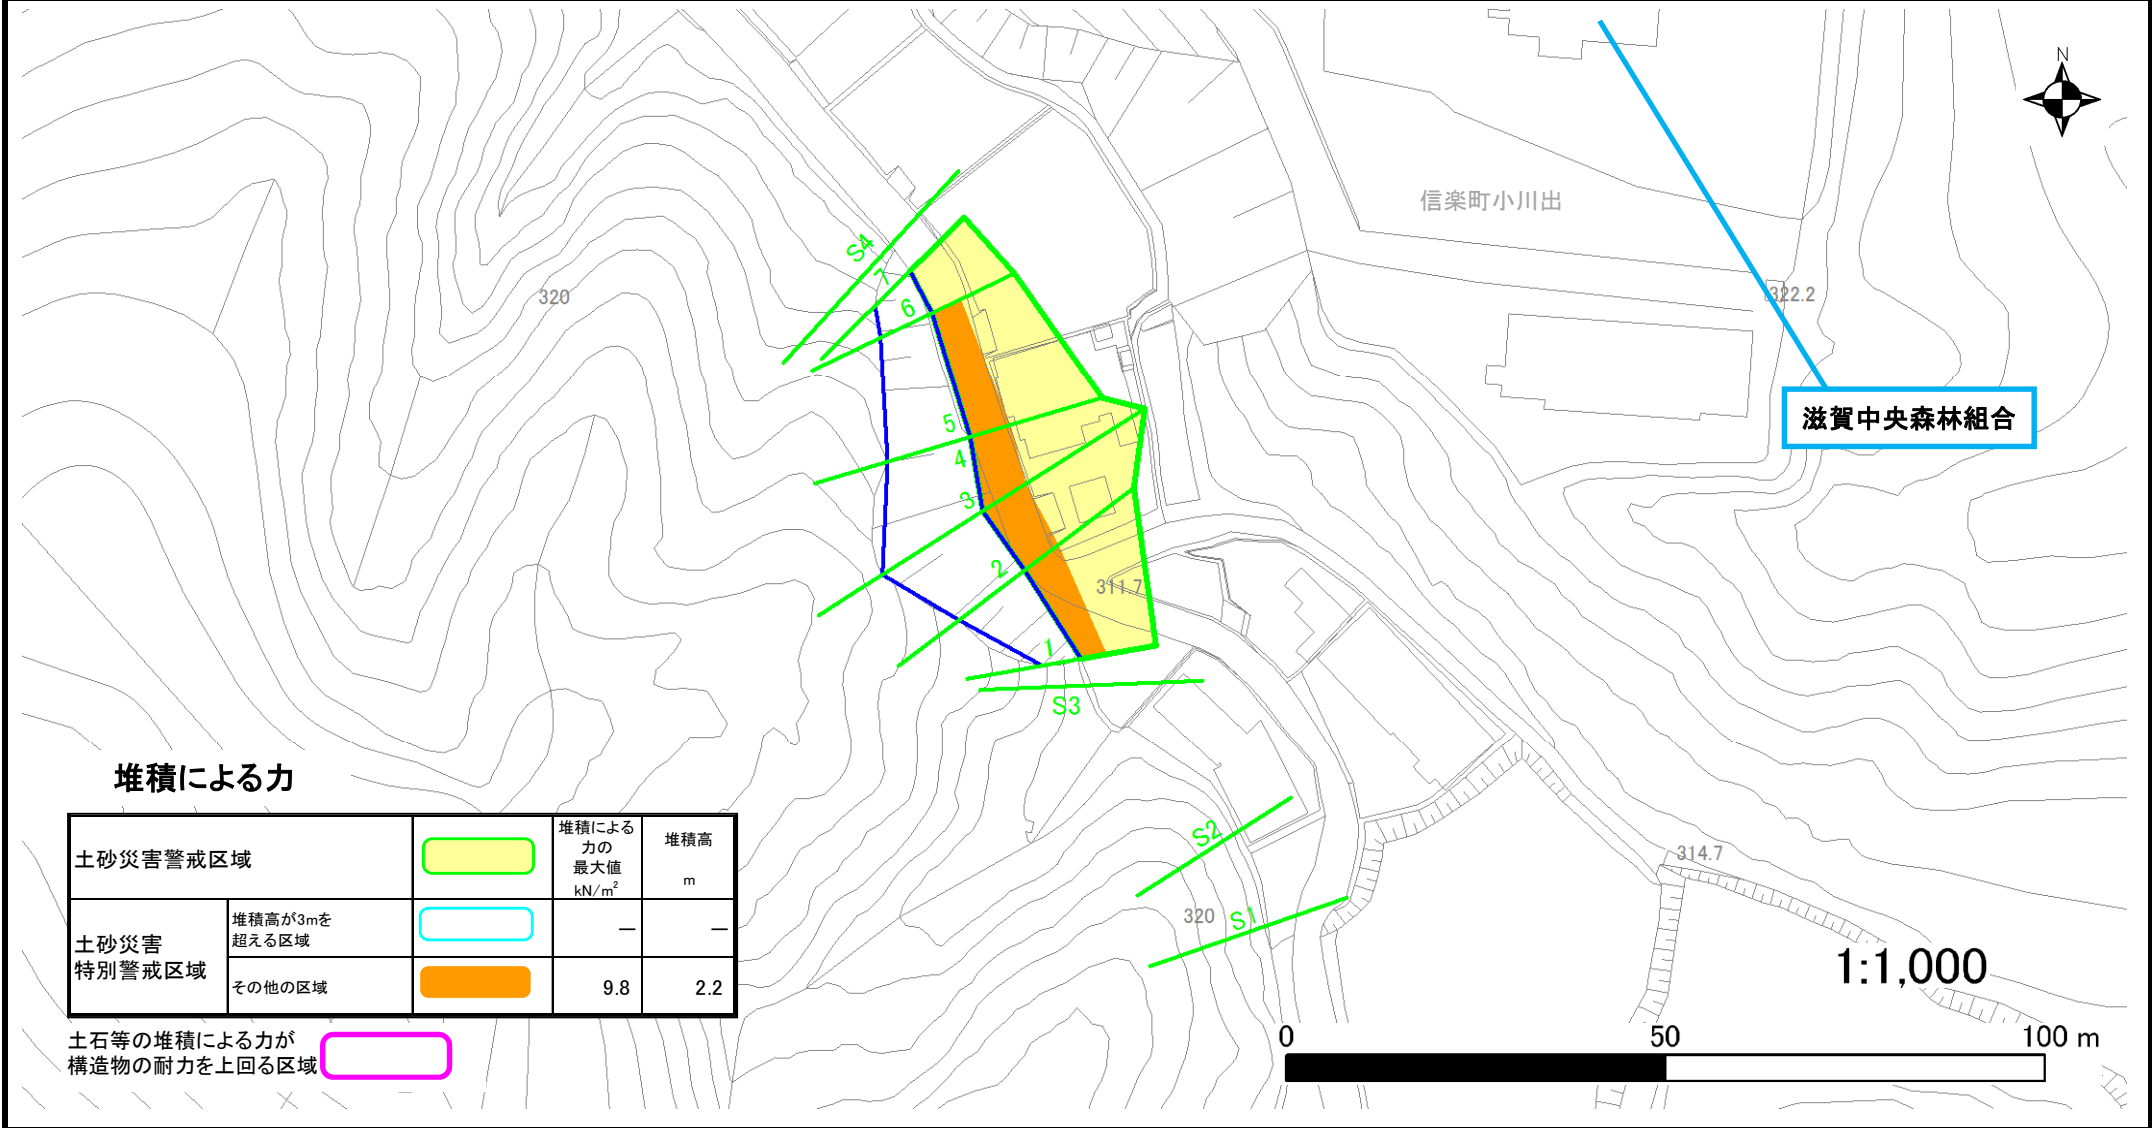 N
信楽町小川出
S4
7
320
6
322.2
5
滋賀中央森林組合
4
3
2
311.7
1
S3
堆積による力
土砂災害警戒区域
堆積による
力の
最大値
kN/m²
堆積高
m
土砂災害
特別警戒区域
堆積高が3mを
超える区域
―
―
その他の区域
9.8
2.2
土石等の堆積による力が
構造物の耐力を上回る区域
S2
314.7
320
S1
1:1,000
0
50
100 m